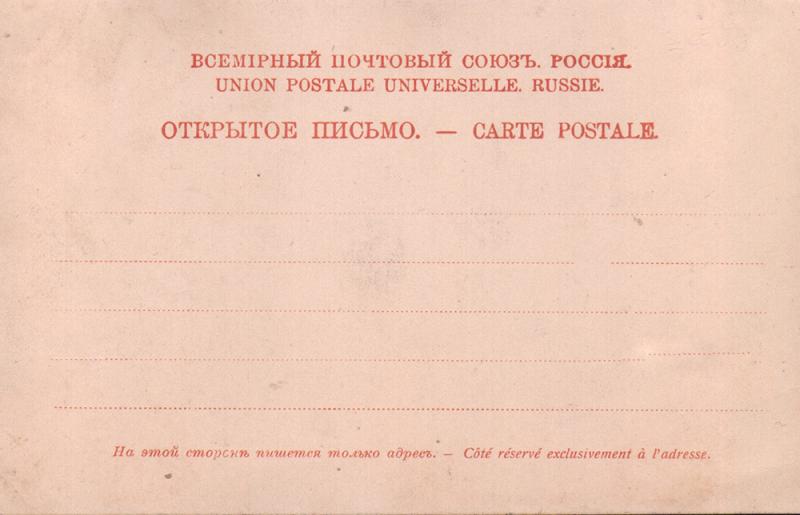 ВСЕМІРНЫЙ ПОЧТОВЫЙ СОЮЗЪ. РОССІЯ.
UNION POSTALE UNIVERSELLE. RUSSIE.
ОТКРЫТОЕ ПИСЬМО. — CARTE POSTALE.
На этой сторонѣ пишется только адресъ. — Côté réservé exclusivement à l'adresse.